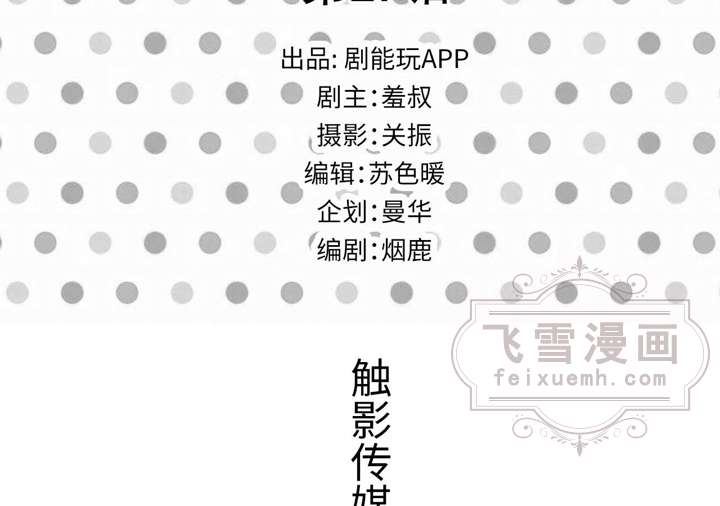 出品: 剧能玩APP
剧主:羞叔
摄影:关振
编辑:苏色暖
企划:曼华
编剧:烟鹿
飞雪漫画
feixuemh.com
触影传媒